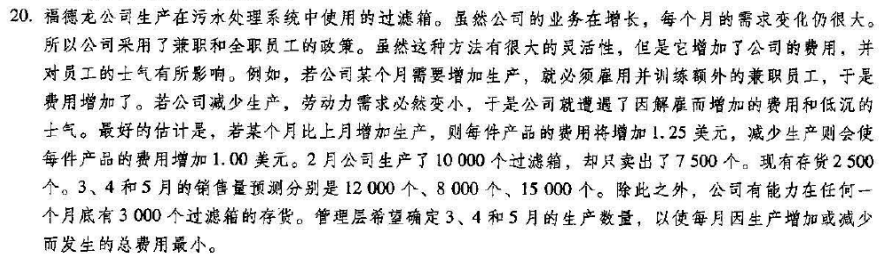 20. 福德龙公司生产在污水处理系统中使用的过滤箱。虽然公司的业务在增长，每个月的需求变化仍很大。
所以公司采用了兼职和全职员工的政策。虽然这种方法有很大的灵活性，但是它增加了公司的费用，并
对员工的士气有所影响。例如，若公司某个月需要增加生产，就必须雇用并训练额外的兼职员工，于是
费用增加了。若公司减少生产，劳动力需求必然变小，于是公司就遭遇了因解雇而增加的费用和低沉的
士气。最好的估计是，若某个月比上月增加生产，则每件产品的费用将增加1.25 美元，减少生产则会使
每件产品的费用增加1.00 美元。2 月公司生产了10 000 个过滤箱，却只卖出了7 500 个。现有存货2 500
个。3、4 和 5 月的销售量预测分别是 12 000 个、8 000 个、15 000 个。除此之外，公司有能力在任何一
个月底有3 000 个过滤箱的存货。管理层希望确定3、4 和 5 月的生产数量，以使每月因生产增加或减少
而发生的总费用最小。